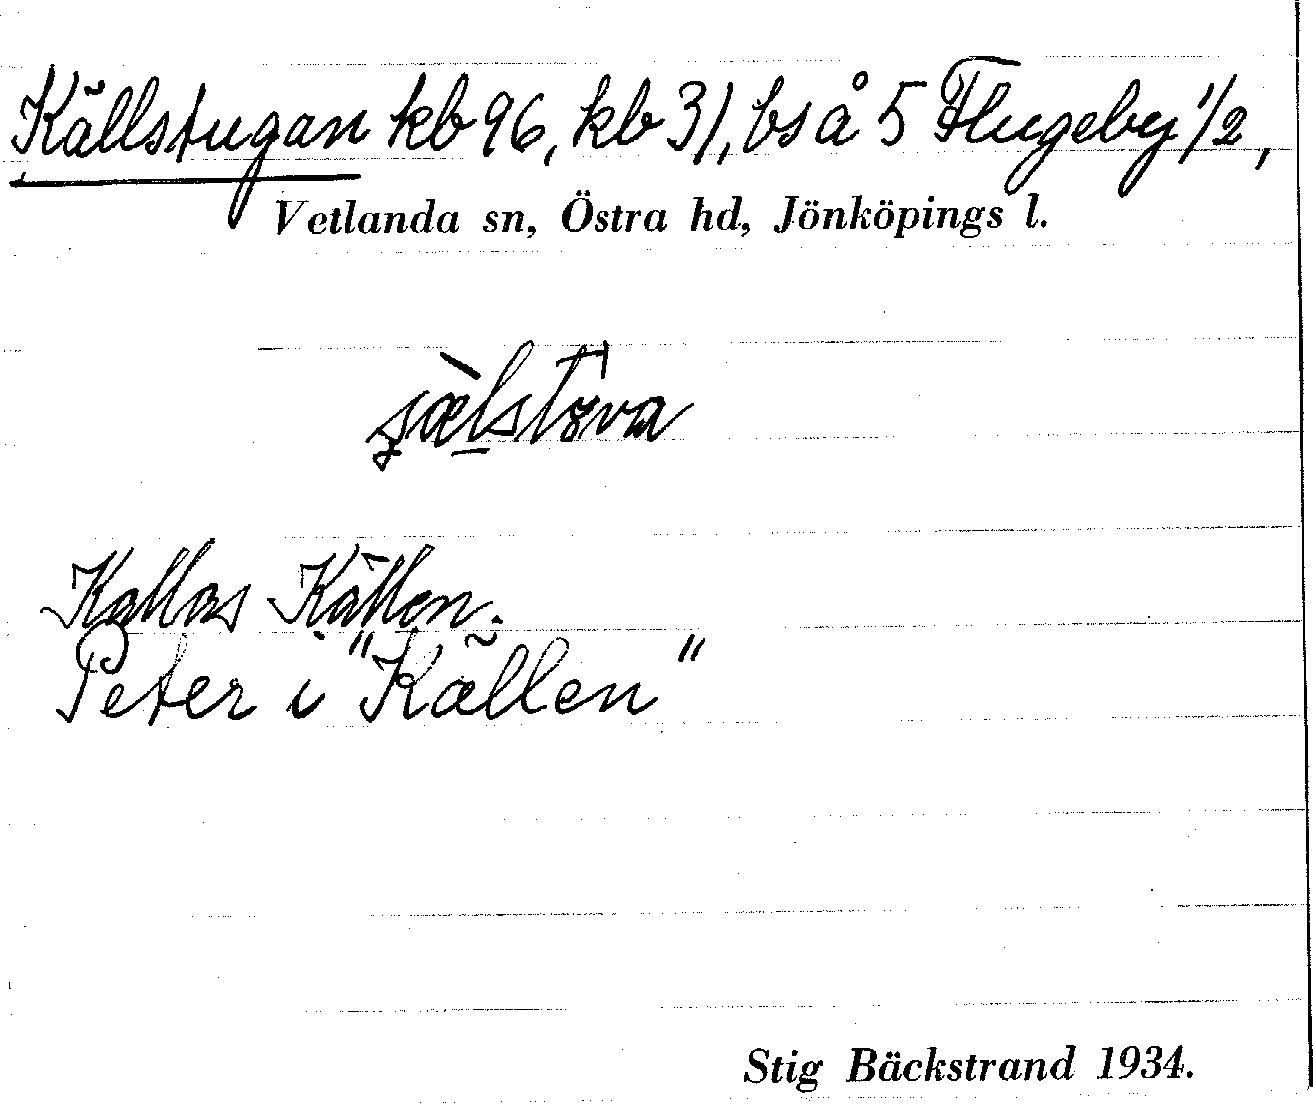 Källstugan kb 96, kb 31, bs å 5 Flugeby 1/2,
Vetlanda sn, Östra hd, Jönköpings l.
Kallas Källen.
Peter i "Källen"
Stig Bäckstrand 1934.